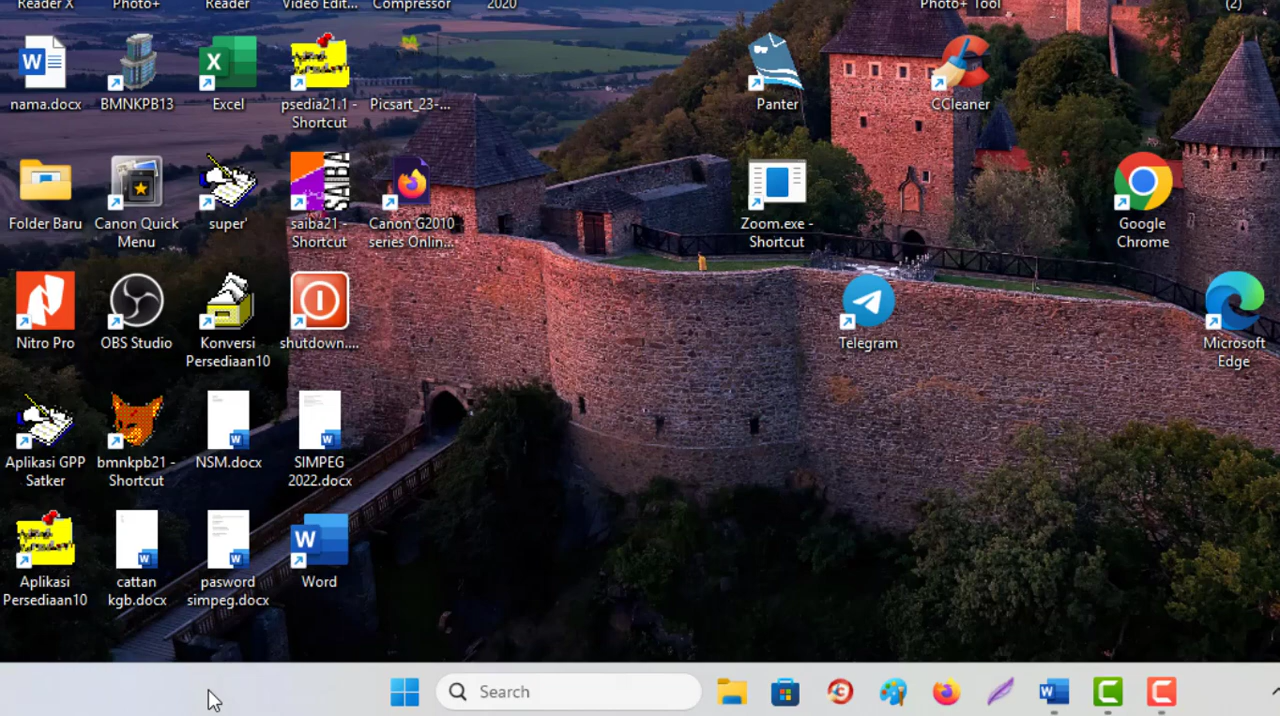 Reader X
Photo+
Reader
Video Edit...
Compressor
2020
Photo+ Tool
(2)
nama.docx
BMNKPB13
Excel
psedia21.1 -
Shortcut
Picsart_23-...
Panter
CCleaner
Folder Baru
Canon Quick
Menu
super'
saiba21 -
Shortcut
Canon G2010
series Onlin...
Zoom.exe -
Shortcut
Google
Chrome
Nitro Pro
OBS Studio
Konversi
Persediaan10
shutdown....
Telegram
Microsoft
Edge
Aplikasi GPP
Satker
bmnkpb21 -
Shortcut
NSM.docx
SIMPEG
2022.docx
Aplikasi
Persediaan10
cattan
kgb.docx
pasword
simpeg.docx
Word
Search